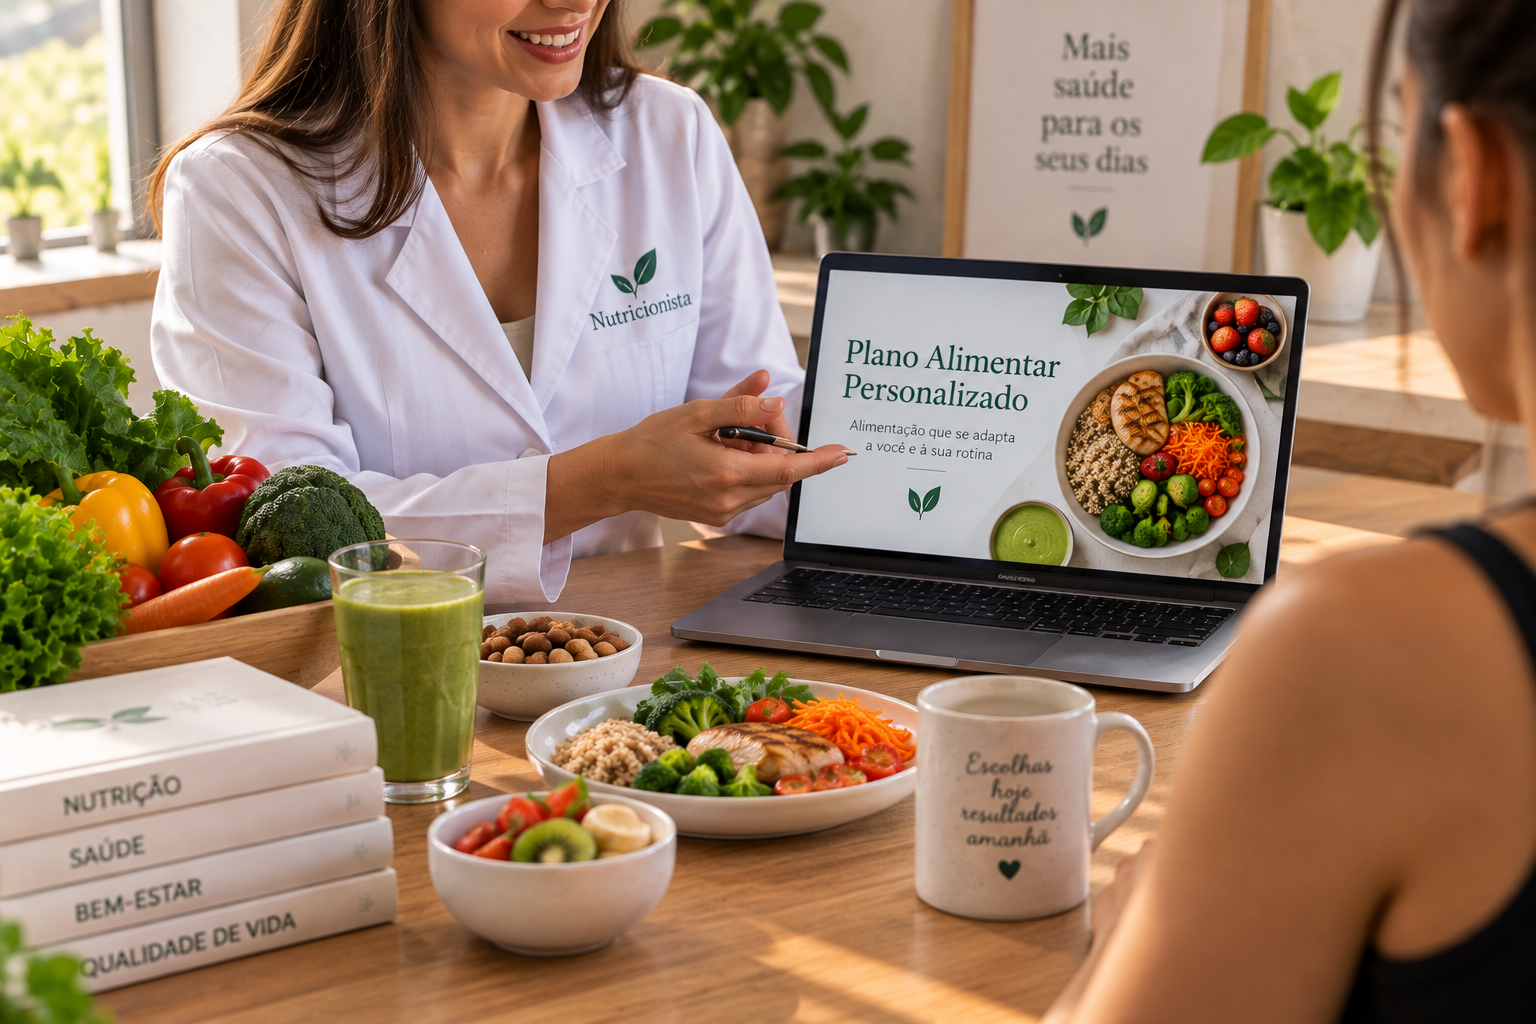 Mais
saúde
para os
seus dias
Nutricionista
Plano Alimentar
Personalizado
Alimentação que se adapta
a você e à sua rotina
Escolhas
hoje
resultados
amanhã
NUTRIÇÃO
SAÚDE
BEM-ESTAR
QUALIDADE DE VIDA